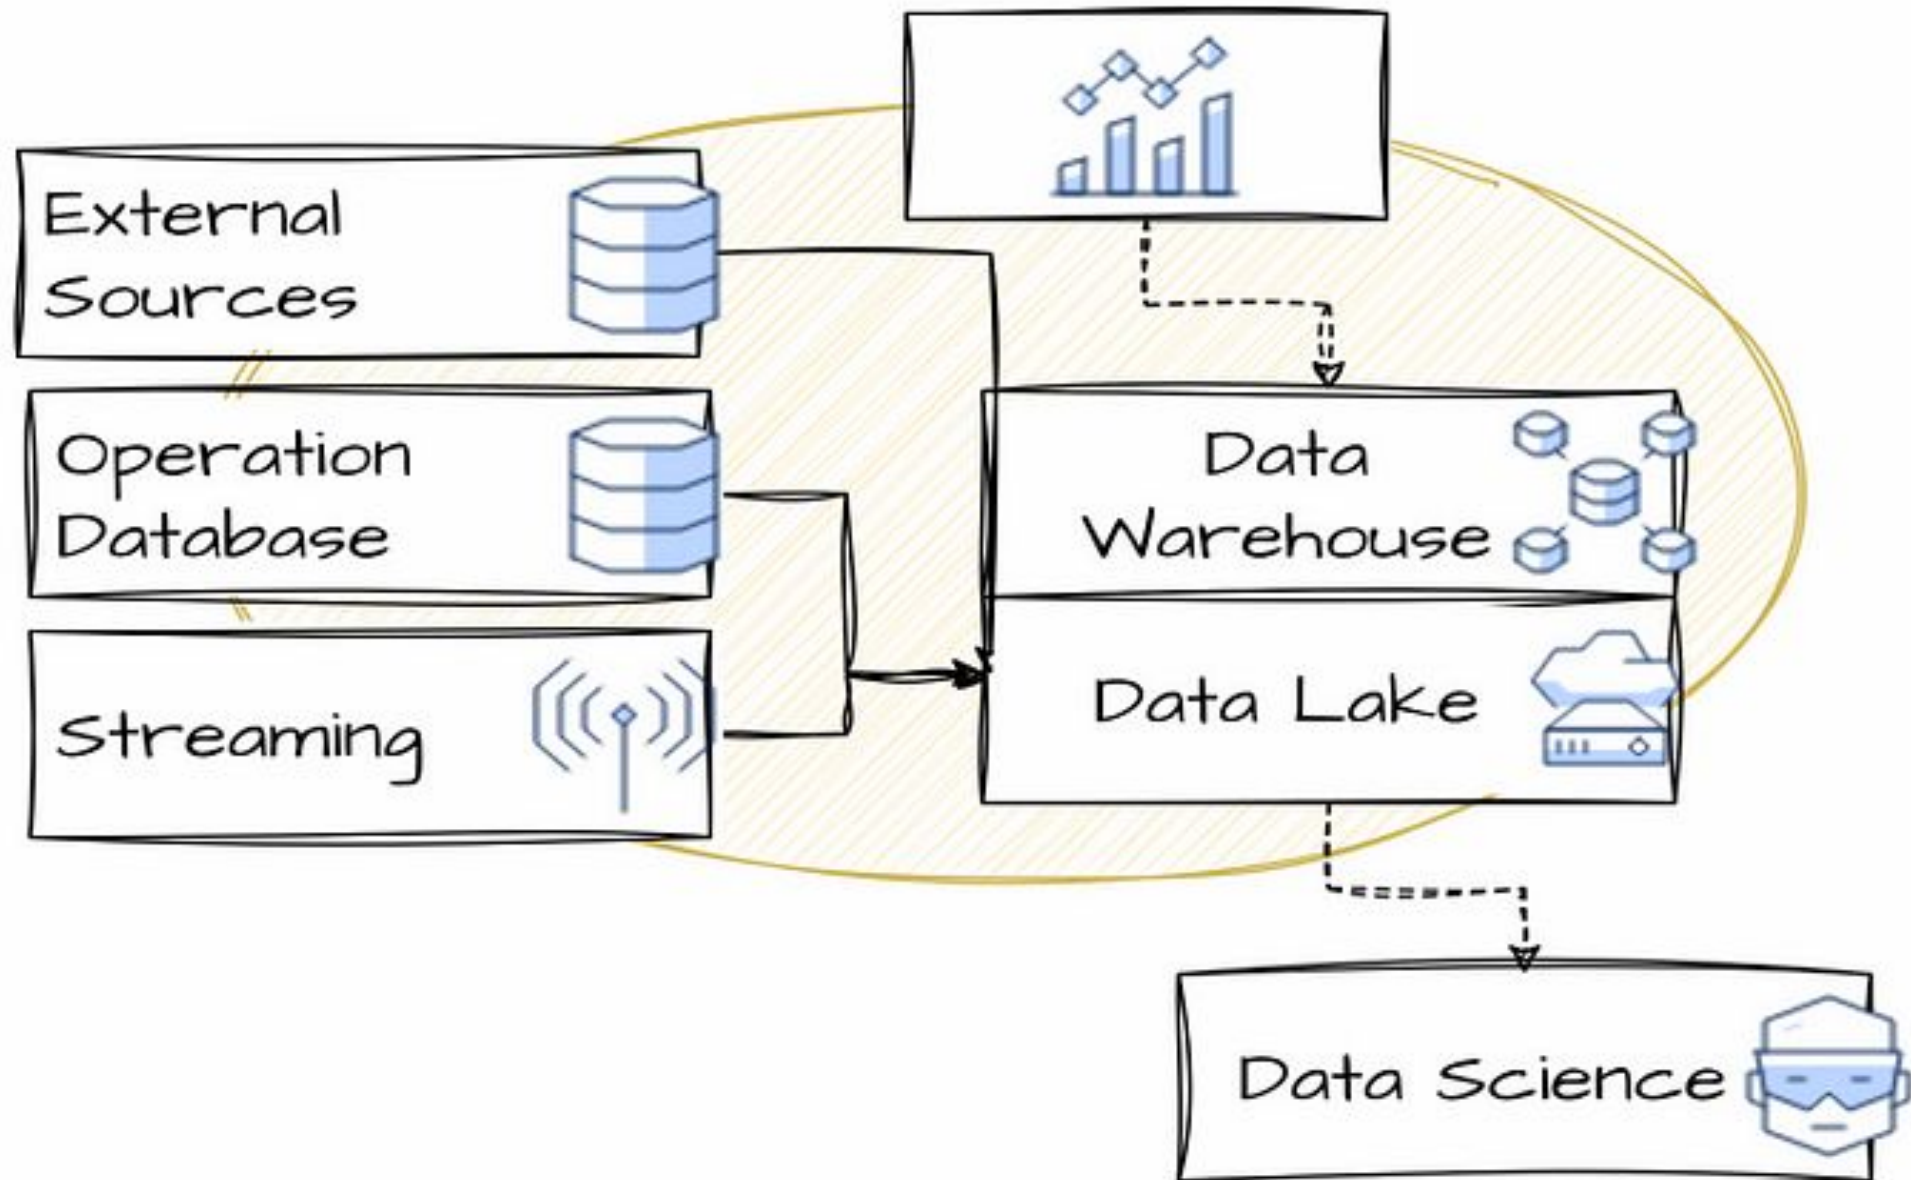 External
Sources
Operation
Database
Streaming
Data
Warehouse
Data Lake
Data Science